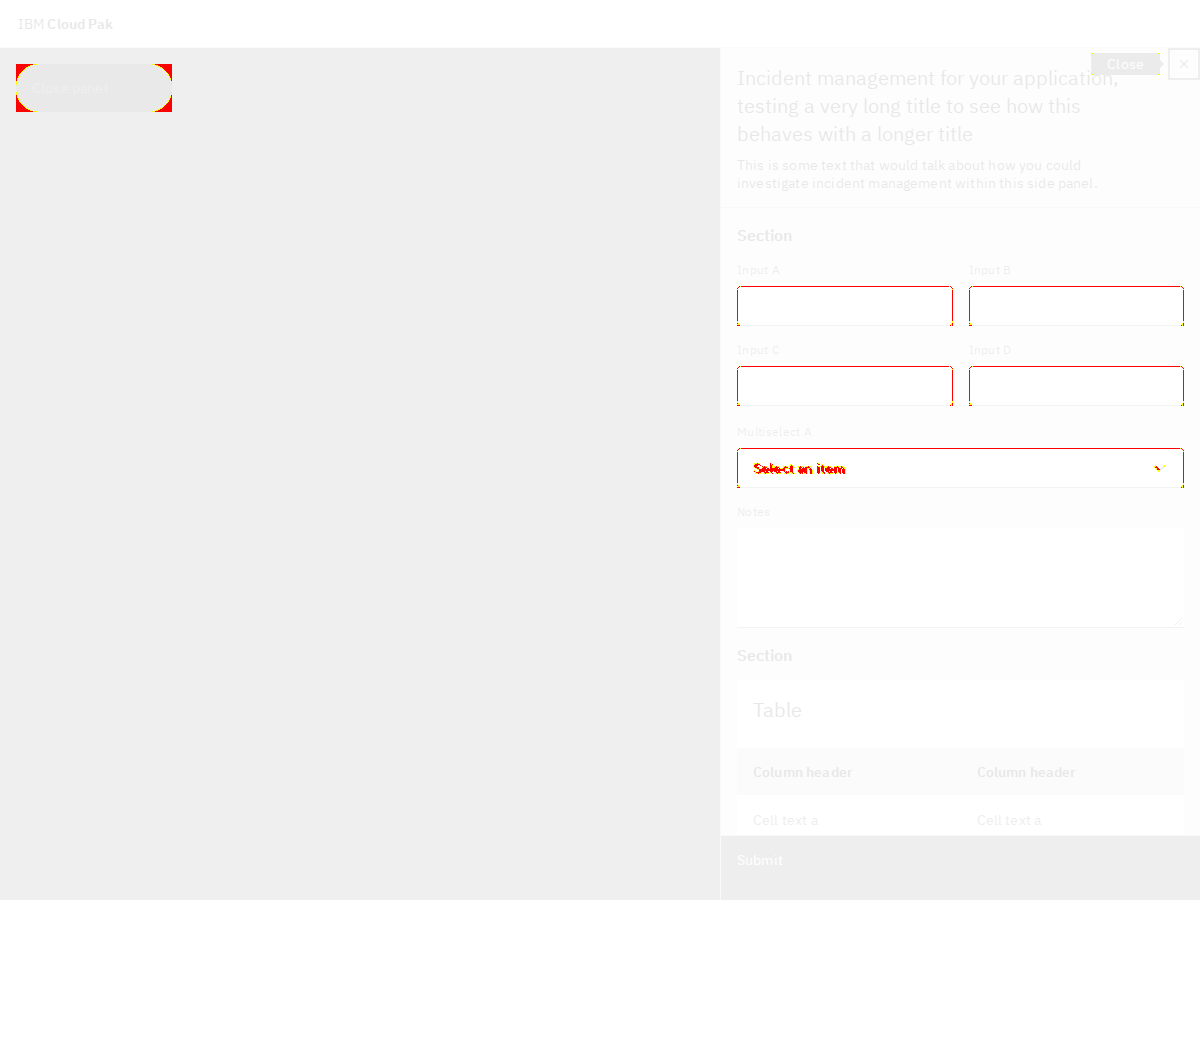 IBM Cloud Pak
Close panel
Close
Incident management for your application,
testing a very long title to see how this
behaves with a longer title
This is some text that would talk about how you could
investigate incident management within this side panel.
Section
Input A Input B
Input C Input D
Multiselect A
Select an item
Notes
Section
Table
Column header Column header
Cell text a Cell text a
Submit